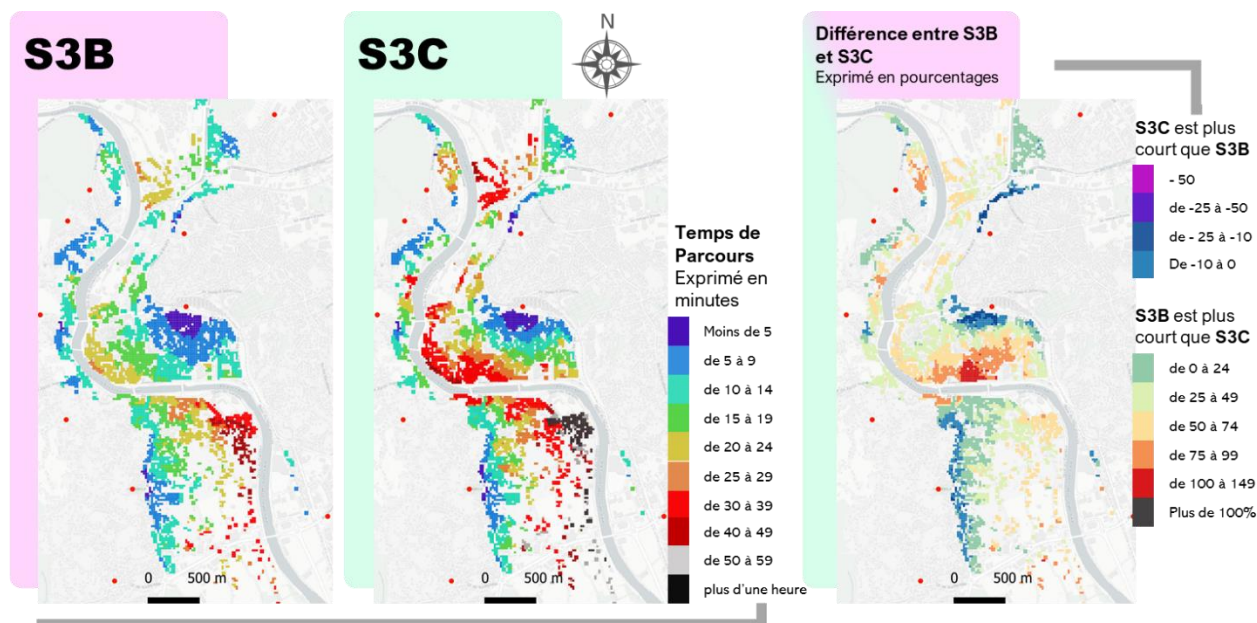 S3B
S3C
N
Différence entre S3B
et S3C
Exprimé en pourcentages
0 500 m
Temps de
Parcours
Exprimé en
minutes
Moins de 5
de 5 à 9
de 10 à 14
de 15 à 19
de 20 à 24
de 25 à 29
de 30 à 39
de 40 à 49
de 50 à 59
plus d'une heure
0 500 m
0 500 m
S3C est plus
court que S3B
- 50
de -25 à -50
de - 25 à -10
De -10 à 0
S3B est plus
court que S3C
de 0 à 24
de 25 à 49
de 50 à 74
de 75 à 99
de 100 à 149
Plus de 100%